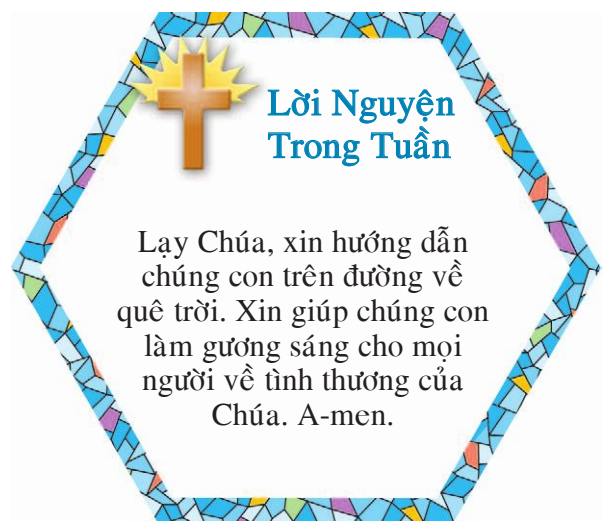 Lời Nguyện
Trong Tuần
Lạy Chúa, xin hướng dẫn
chúng con trên đường về
quê trời. Xin giúp chúng con
làm gương sáng cho mọi
người về tình thương của
Chúa. A-men.